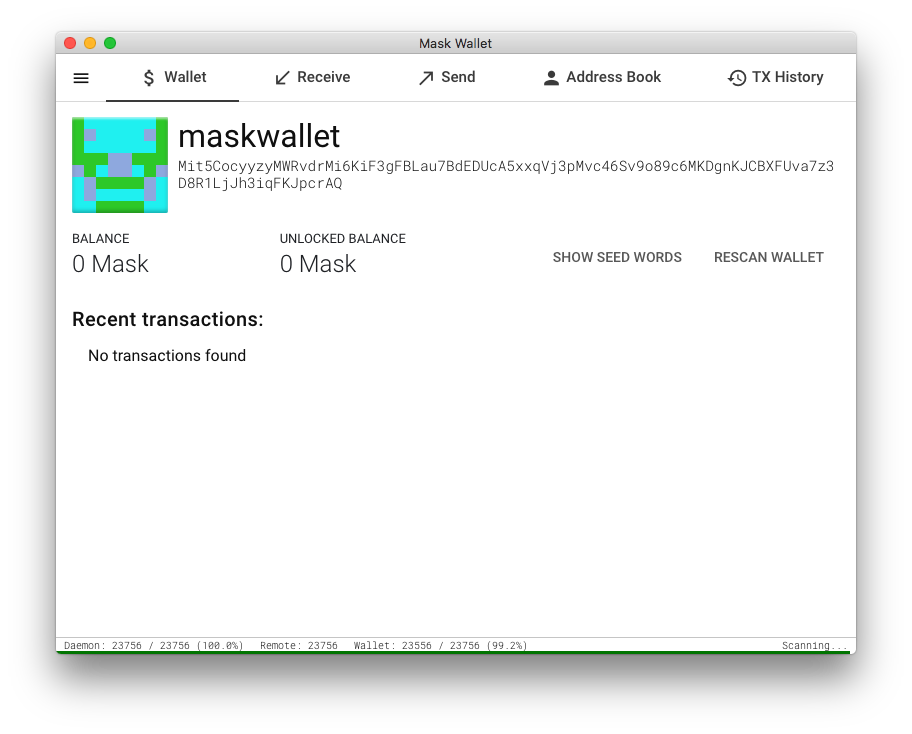 Mask Wallet
Wallet Receive Send Address Book TX History
maskwallet
Mit5CocyyzyMWRvdrMi6KiF3gFBLau7BdEDUcA5xxqVj3pMvc46Sv9o89c6MKDgnKJCBXFUva7z3
D8R1LjJh3iqFKJpcrAQ
BALANCE UNLOCKED BALANCE
0 Mask 0 Mask SHOW SEED WORDS RESCAN WALLET
Recent transactions:
No transactions found
Daemon: 23756 / 23756 (100.0%) Remote: 23756 Wallet: 23556 / 23756 (99.2%) Scanning...